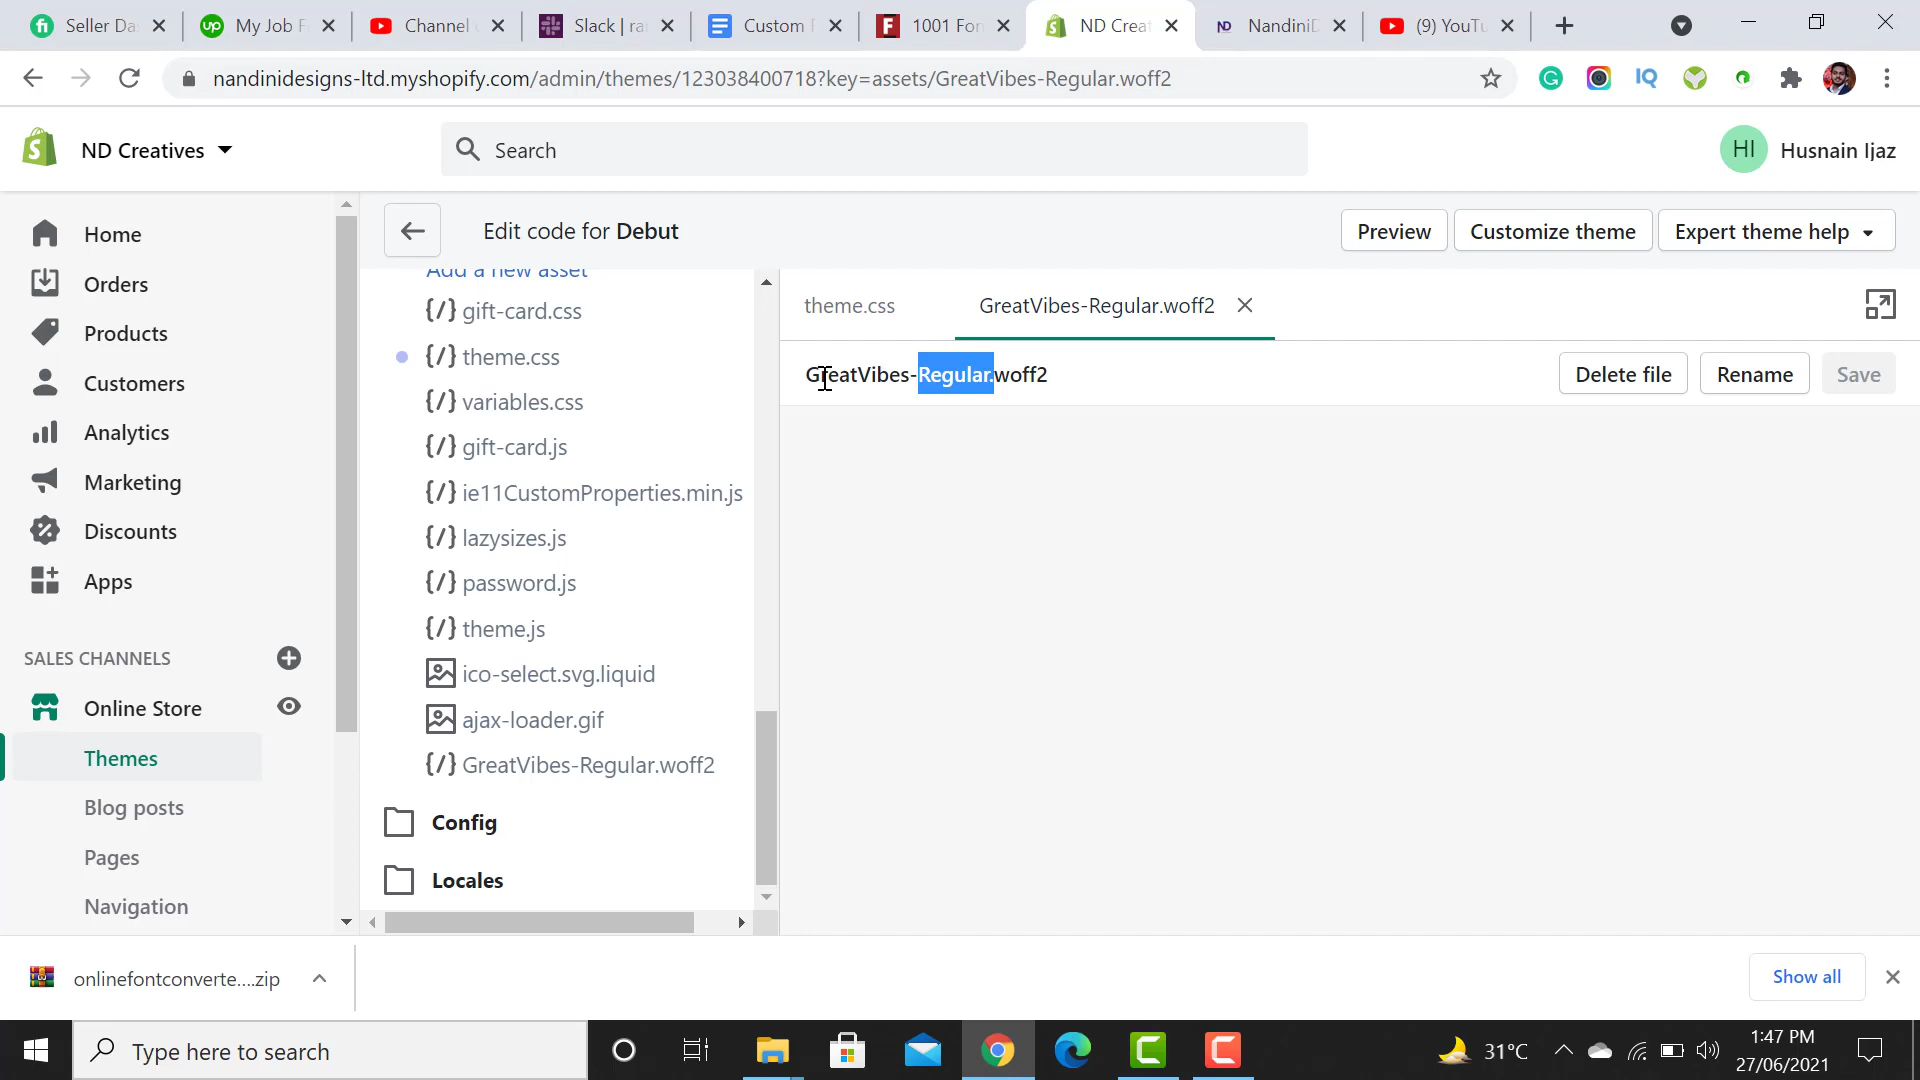 Seller Da
up
My Job F
Channel
Slack | ra
Custom F
F
1001 For
ND Creat
ND
NandiniD
(9) YouTu
nandinidesigns-ltd.myshopify.com/admin/themes/123038400718?key=assets/GreatVibes-Regular.woff2
IQ
ND Creatives
Search
HI
Husnain Ijaz
Edit code for Debut
Preview
Customize theme
Expert theme help
Home
Orders
Products
Customers
Analytics
Marketing
Discounts
Apps
SALES CHANNELS
Online Store
Themes
Blog posts
Pages
Navigation
Add a new asset
{/} gift-card.css
{/} theme.css
{/} variables.css
{/} gift-card.js
{/} ie11CustomProperties.min.js
{/} lazysizes.js
{/} password.js
{/} theme.js
ico-select.svg.liquid
ajax-loader.gif
{/} GreatVibes-Regular.woff2
Config
Locales
theme.css
GreatVibes-Regular.woff2
GreatVibes-Regular.woff2
Delete file
Rename
Save
onlinefontconverte....zip
Show all
Type here to search
31°C
1:47 PM
27/06/2021